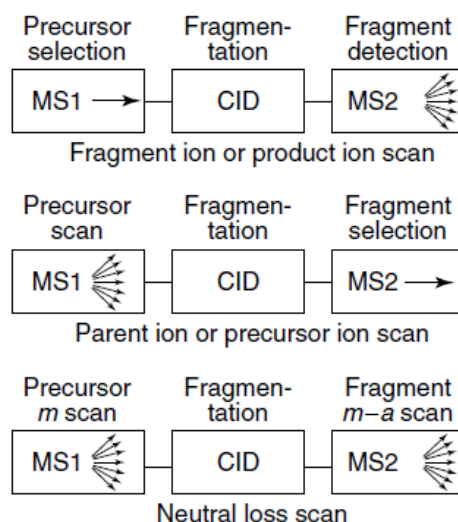 Precursor selection
Fragmen-tation
Fragment detection
MS1
CID
MS2
Fragment ion or product ion scan
Precursor scan
Fragmen-tation
Fragment selection
MS1
CID
MS2
Parent ion or precursor ion scan
Precursor m scan
Fragmen-tation
Fragment m–a scan
MS1
CID
MS2
Neutral loss scan